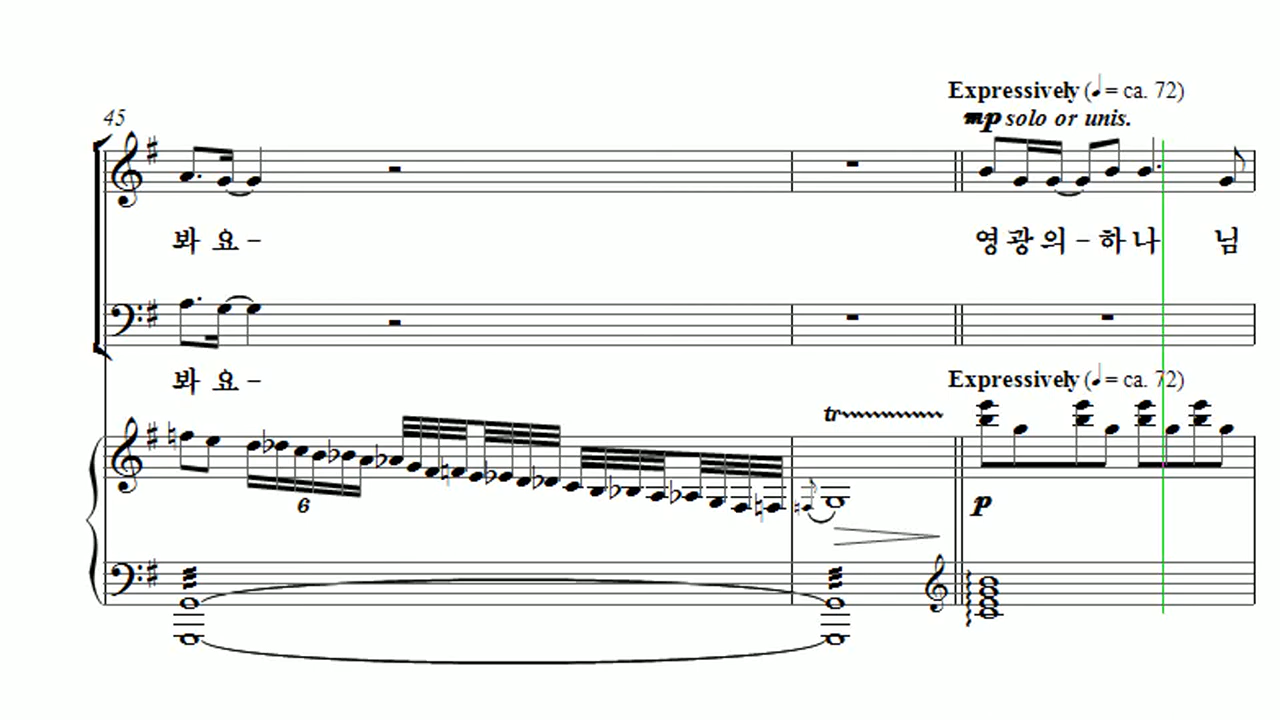 Expressively (♩= ca. 72)
45
mp solo or unis.
봐 요 –
영 광 의 – 하 나 님
봐 요 –
Expressively (♩= ca. 72)
tr
6
p